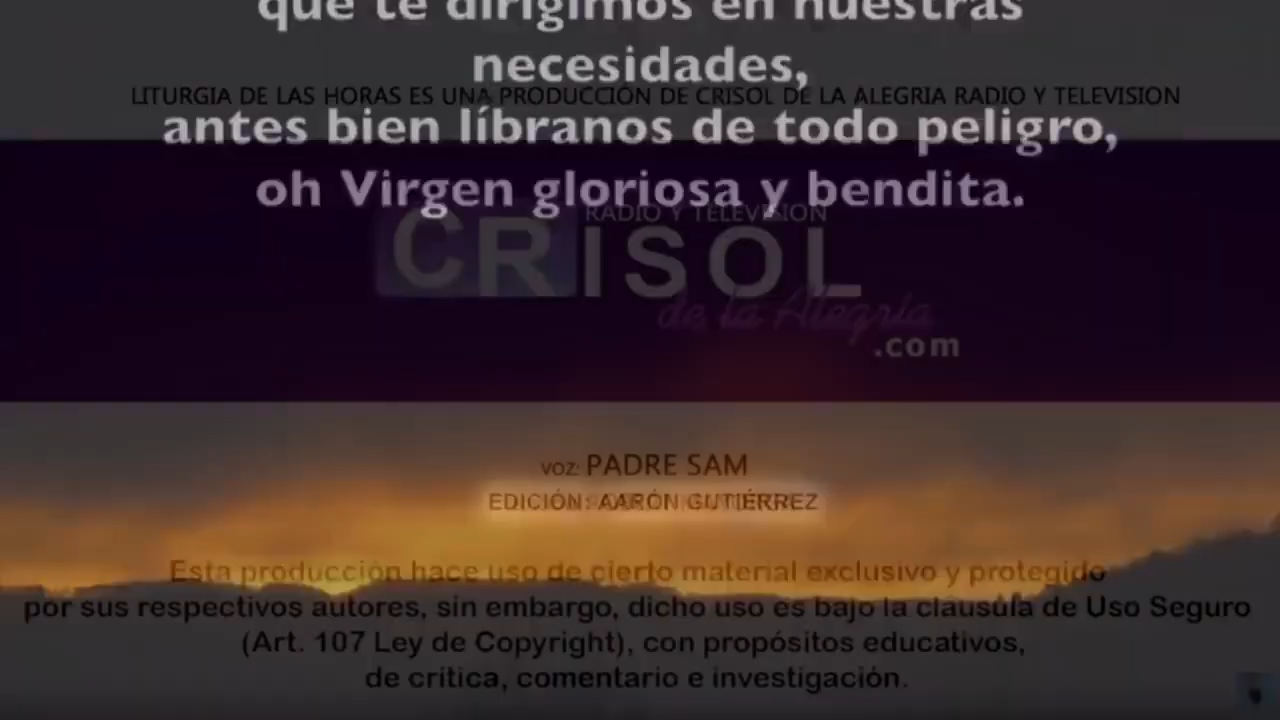 que te dirigimos en nuestras
necesidades,
LITURGIA DE LAS HORAS ES UNA PRODUCCIÓN DE CRISOL DE LA ALEGRIA RADIO Y TELEVISION
antes bien líbranos de todo peligro,
oh Virgen gloriosa y bendita.
RADIO Y TELEVISION
CRISOL
de la Alegría
.com
VOZ: PADRE SAM
EDICIÓN: AARÓN GUTIÉRREZ
Esta producción hace uso de cierto material exclusivo y protegido
por sus respectivos autores, sin embargo, dicho uso es bajo la cláusula de Uso Seguro
(Art. 107 Ley de Copyright), con propósitos educativos,
de critica, comentario e investigación.